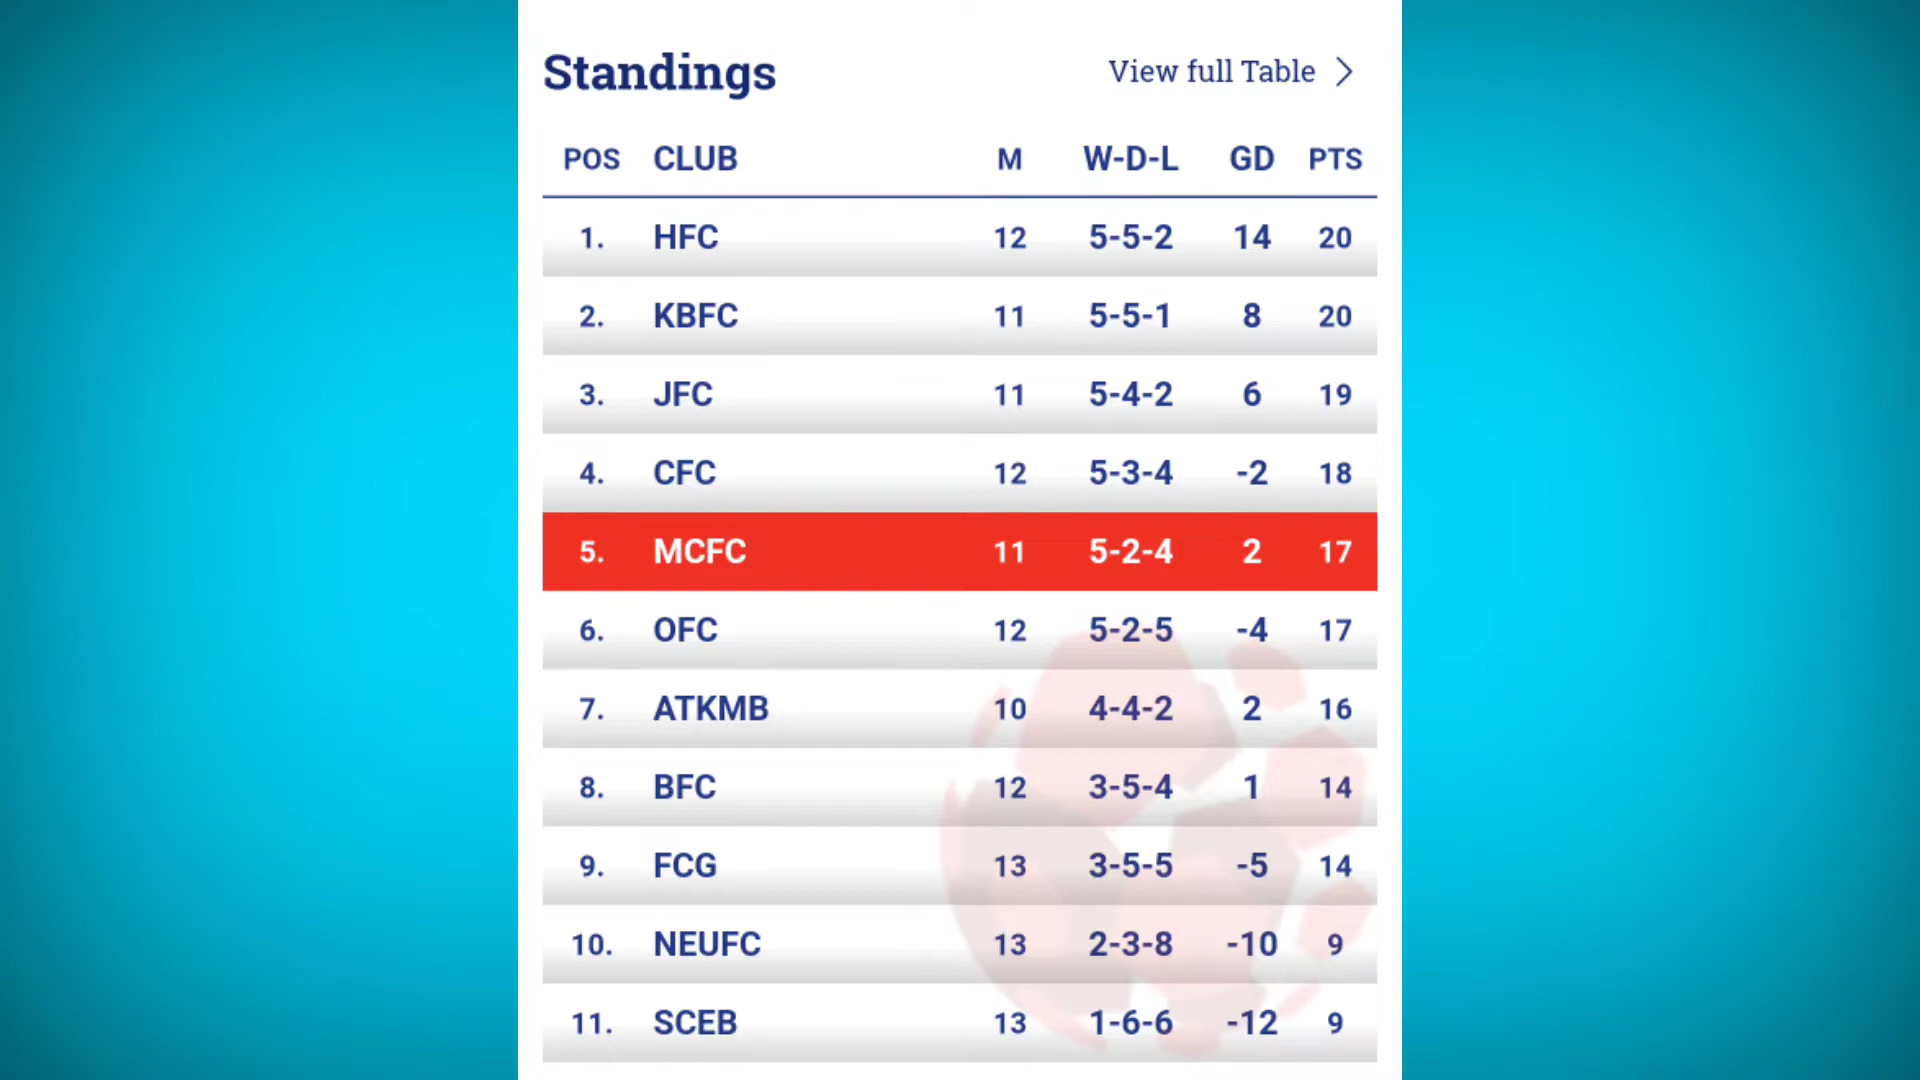 Standings View full Table
POS CLUB M W-D-L GD PTS
1. HFC 12 5-5-2 14 20
2. KBFC 11 5-5-1 8 20
3. JFC 11 5-4-2 6 19
4. CFC 12 5-3-4 -2 18
5. MCFC 11 5-2-4 2 17
6. OFC 12 5-2-5 -4 17
7. ATKMB 10 4-4-2 2 16
8. BFC 12 3-5-4 1 14
9. FCG 13 3-5-5 -5 14
10. NEUFC 13 2-3-8 -10 9
11. SCEB 13 1-6-6 -12 9